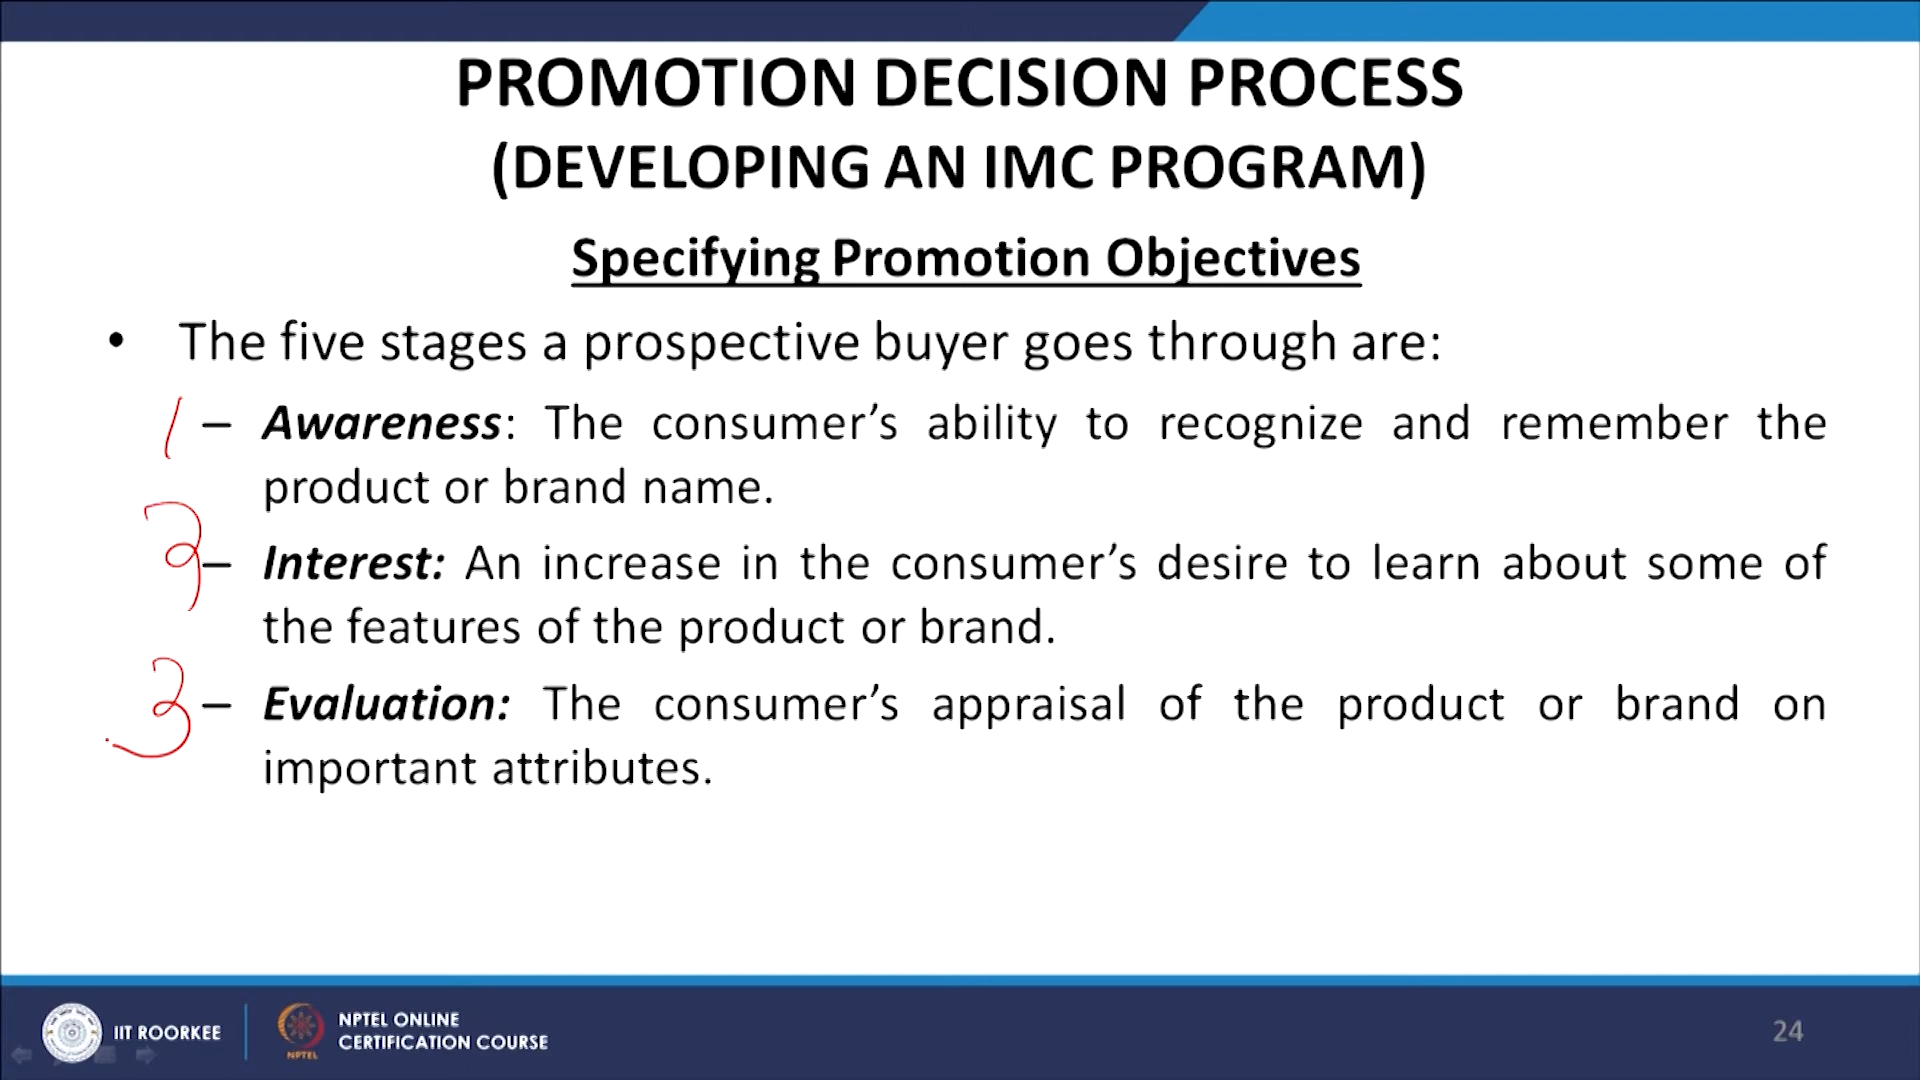 PROMOTION DECISION PROCESS
(DEVELOPING AN IMC PROGRAM)
Specifying Promotion Objectives
• The five stages a prospective buyer goes through are:
1 – Awareness: The consumer’s ability to recognize and remember the
product or brand name.
2 – Interest: An increase in the consumer’s desire to learn about some of
the features of the product or brand.
3 – Evaluation: The consumer’s appraisal of the product or brand on
important attributes.
IIT ROORKEE
NPTEL
NPTEL ONLINE
CERTIFICATION COURSE
24